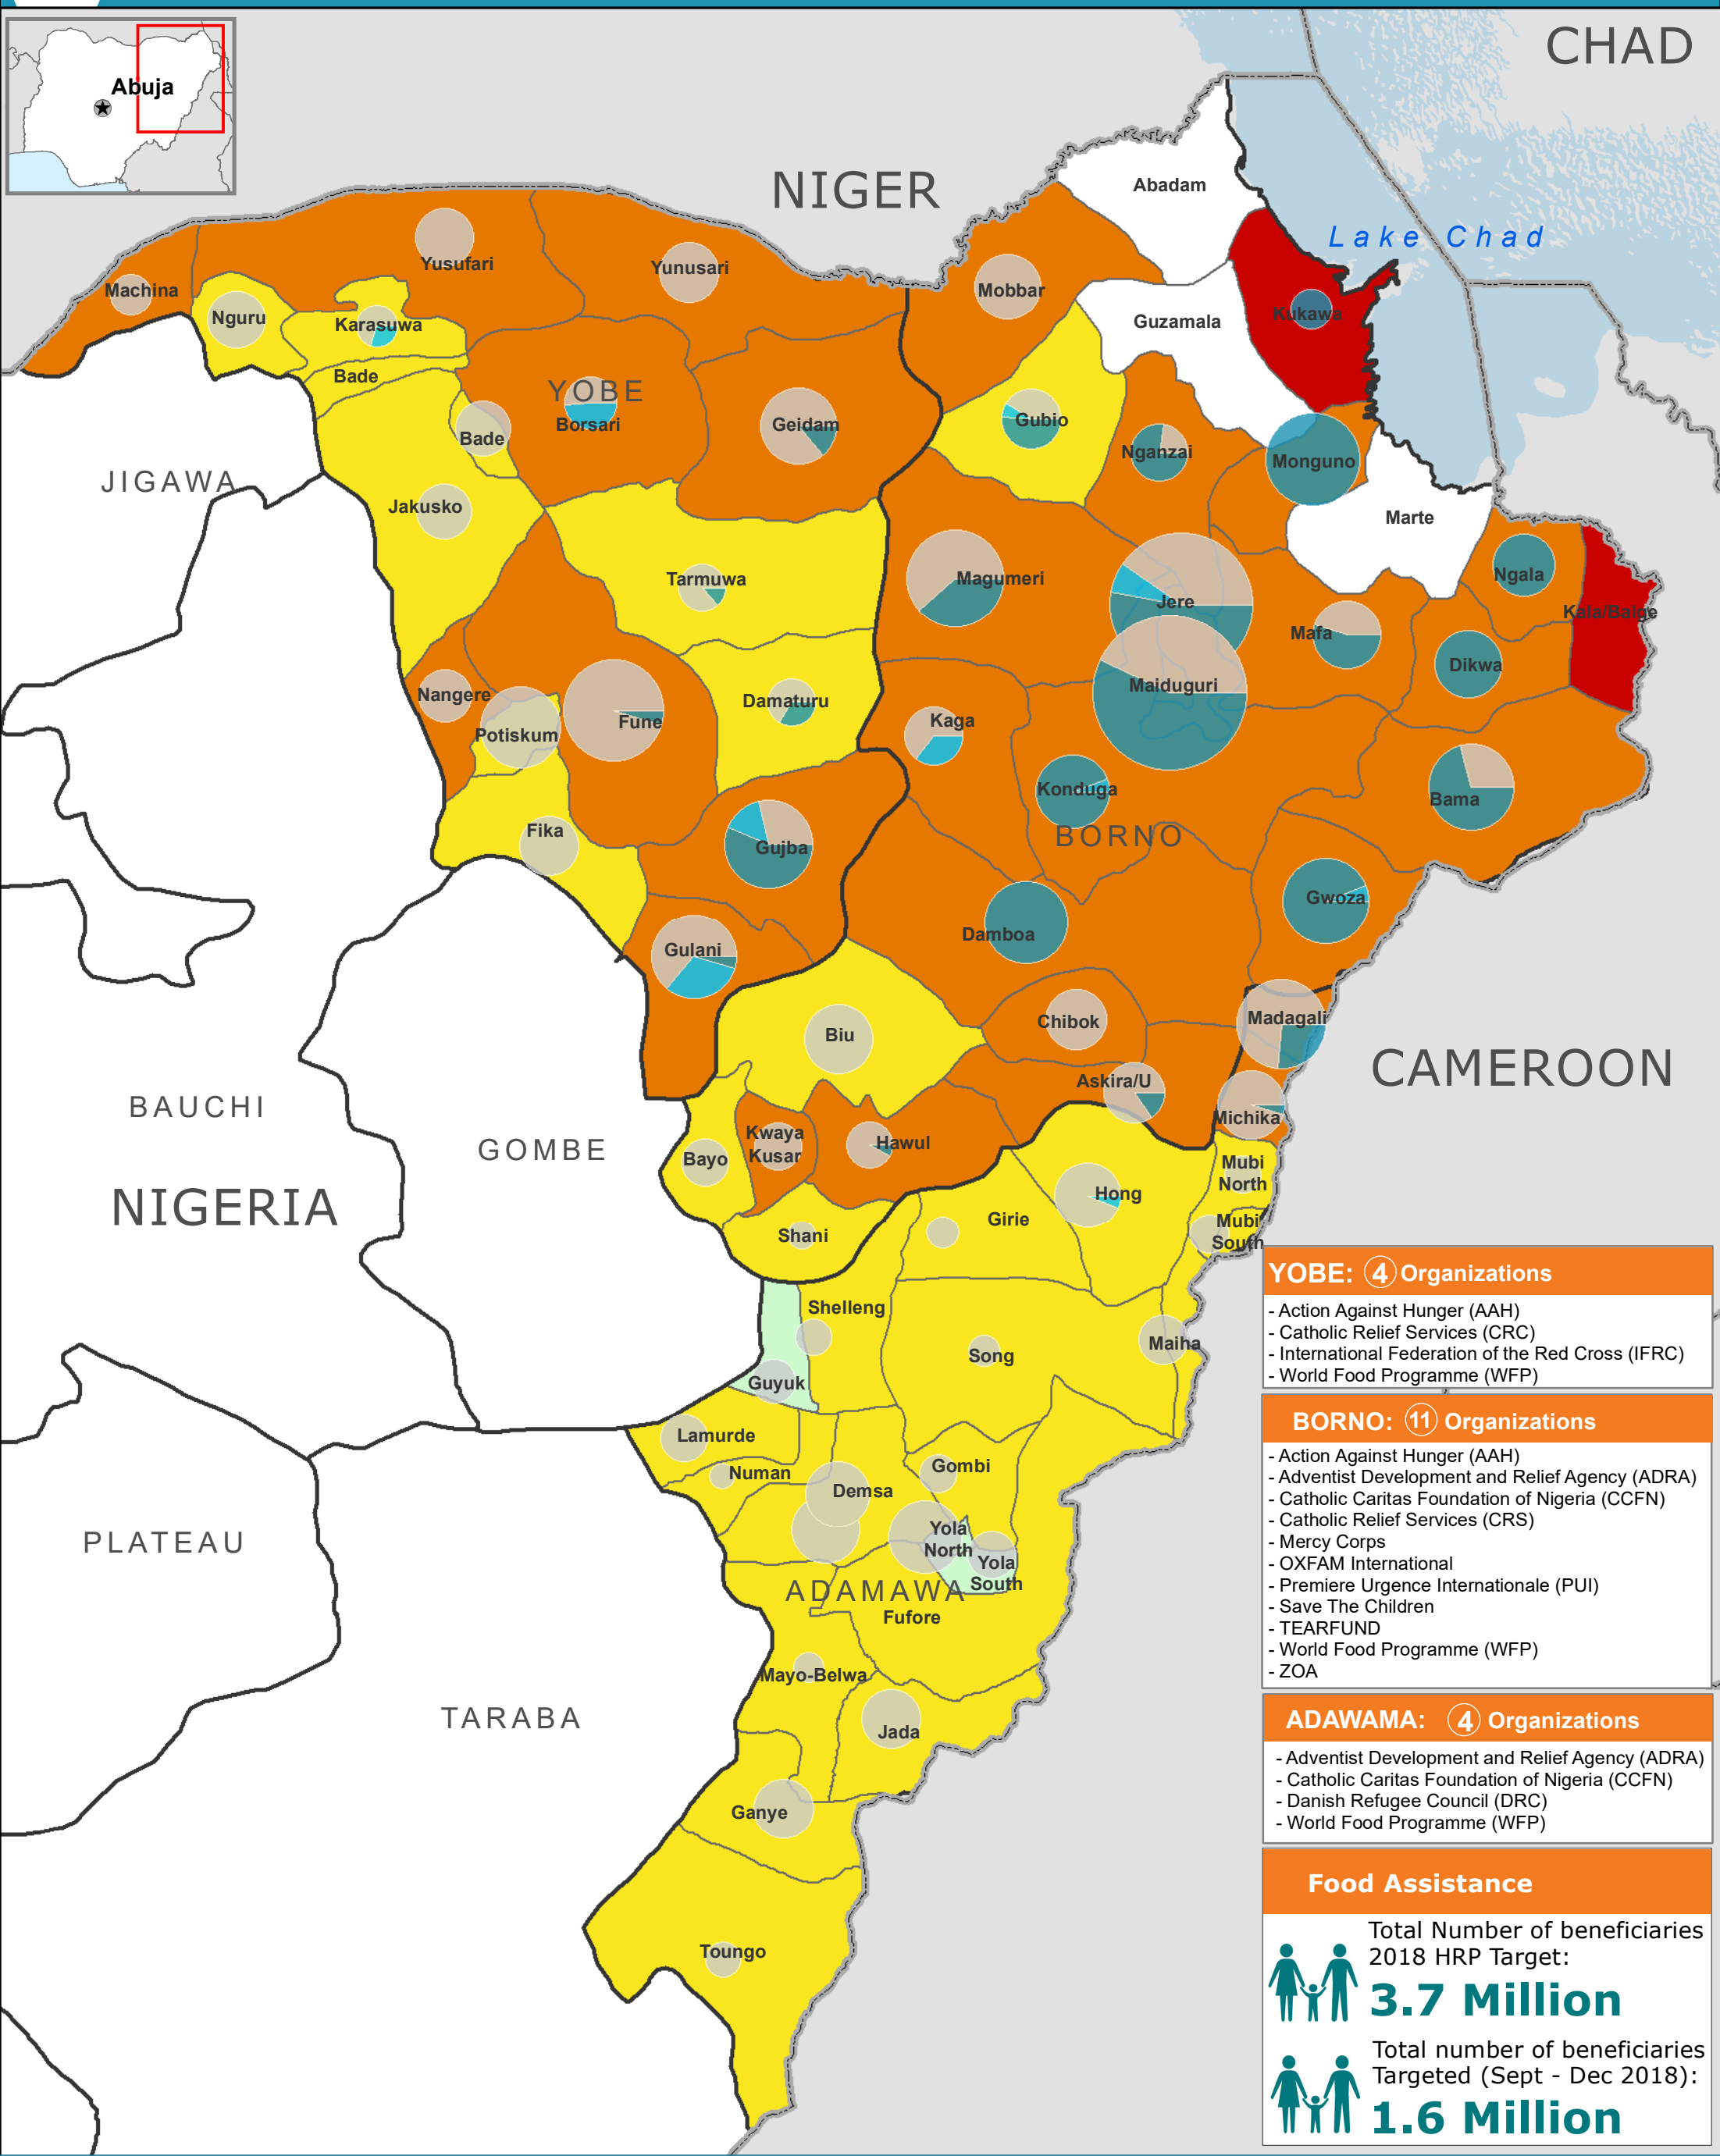 CHAD
Abuja
NIGER
Abadam
Lake Chad
Yusufari
Yunusari
Machina
Mobbar
Nguru
Karasuwa
Guzamala
Kukawa
Bade
YOBE
Borsari
Geidam
Gubio
Bade
Nganzai
Monguno
JIGAWA
Jakusko
Marte
Tarmuwa
Magumeri
Jere
Ngala
Kala/Balge
Mafa
Dikwa
Nangere
Potiskum
Fune
Damaturu
Kaga
Maiduguri
Konduga
Bama
BORNO
Fika
Gujba
Gwoza
Gulani
Damboa
Biu
Chibok
Madagali
CAMEROON
Askira/U
Michika
BAUCHI
GOMBE
Bayo
Kwaya
Kusar
Hawul
NIGERIA
Mubi
North
Hong
Girie
Mubi
South
Shani
Shelleng
Song
Maiha
Guyuk
Lamurde
Numan
Demsa
Gombi
PLATEAU
Yola
North
Yola
South
ADAMAWA
Fufore
Mayo-Belwa
TARABA
Jada
Ganye
Toungo
YOBE: 4 Organizations
- Action Against Hunger (AAH)
- Catholic Relief Services (CRC)
- International Federation of the Red Cross (IFRC)
- World Food Programme (WFP)
BORNO: 11 Organizations
- Action Against Hunger (AAH)
- Adventist Development and Relief Agency (ADRA)
- Catholic Caritas Foundation of Nigeria (CCFN)
- Catholic Relief Services (CRS)
- Mercy Corps
- OXFAM International
- Premiere Urgence Internationale (PUI)
- Save The Children
- TEARFUND
- World Food Programme (WFP)
- ZOA
ADAWAMA: 4 Organizations
- Adventist Development and Relief Agency (ADRA)
- Catholic Caritas Foundation of Nigeria (CCFN)
- Danish Refugee Council (DRC)
- World Food Programme (WFP)
Food Assistance
Total Number of beneficiaries
2018 HRP Target:
3.7 Million
Total number of beneficiaries
Targeted (Sept - Dec 2018):
1.6 Million